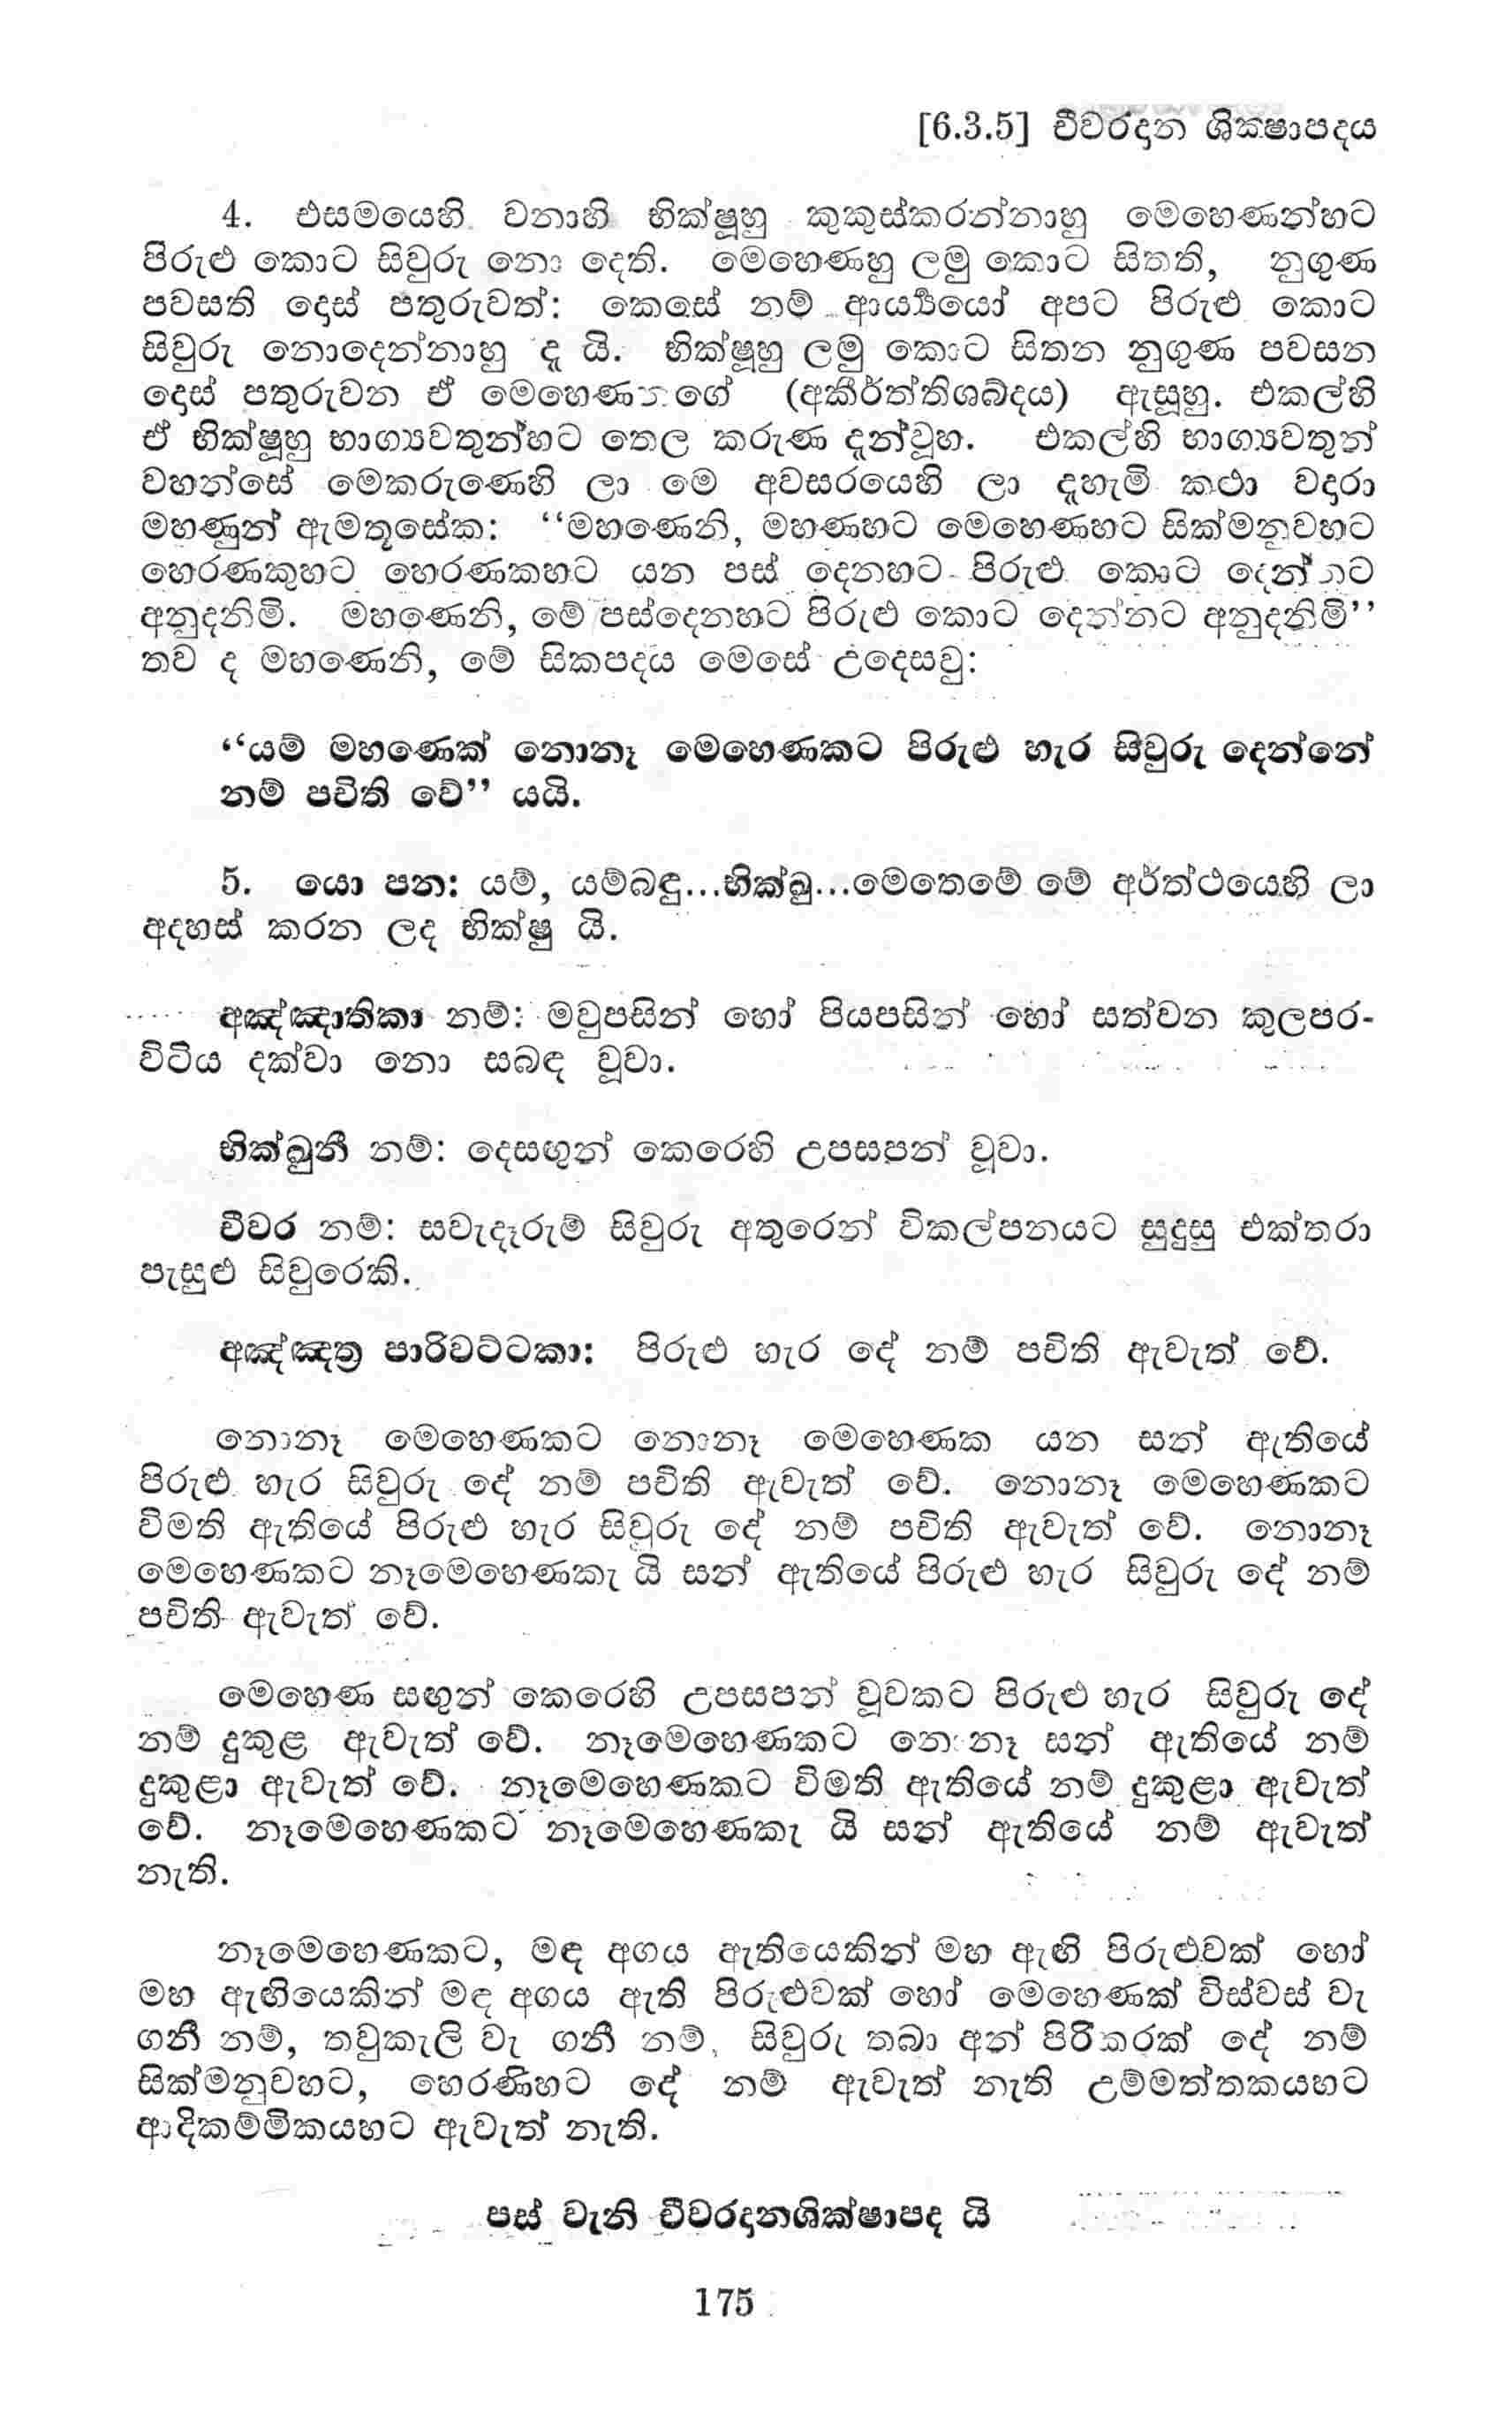 [6.3.5] චීවරදාන ශික්ෂාපදය
4. එසමයෙහි වනාහි භික්ෂූහු කුකුස්කරන්නාහු මෙහෙණන්හට
පිරුළු කොට සිවුරු නො දෙති. මෙහෙණහු ලමු කොට සිතති, නුගුණ
පවසති දොස් පතුරුවත්: කෙසේ නම් ආර්‍ය්‍යයෝ අපට පිරුළු කොට
සිවුරු නොදෙන්නාහු ද යි. භික්ෂූහු ලමු කොට සිතන නුගුණ පවසන
දොස් පතුරුවන ඒ මෙහෙණනගේ (අකීර්ත්තිශබ්දය) ඇසූහු. එකල්හි
ඒ භික්ෂූහු භාග්‍යවතුන්හට තෙල කරුණ දැන්වූහ. එකල්හි භාග්‍යවතුන්
වහන්සේ මෙකරුණෙහි ලා මෙ අවසරයෙහි ලා දැහැමි කථා වදාරා
මහණුන් ඇමතූසේක: “මහණෙනි, මහණහට මෙහෙණහට සික්මනුවහට
හෙරණකුහට හෙරණකහට යන පස් දෙනහට පිරුළු කොට දෙන්නට
අනුදනිමි. මහණෙනි, මේ පස්දෙනහට පිරුළු කොට දෙන්නට අනුදනිමි”
තව ද මහණෙනි, මේ සිකපදය මෙසේ උදෙසවු:
“යම් මහණෙක් නොනෑ මෙහෙණකට පිරුළු හැර සිවුරු දෙන්නේ
නම් පචිති වේ” යයි.
5. යො පන: යම්, යම්බඳු...භික්ඛු...මෙතෙමේ මේ අර්ත්ථයෙහි ලා
අදහස් කරන ලද භික්ෂු යි.
අඤ්ඤාතිකා නම්: මවුපසින් හෝ පියපසින් හෝ සත්වන කුලපර-
විටිය දක්වා නො සබඳ වූවා.
භික්ඛුනී නම්: දෙසඟුන් කෙරෙහි උපසපන් වූවා.
චීවර නම්: සවැදෑරුම් සිවුරු අතුරෙන් විකල්පනයට සුදුසු එක්තරා
පැසුළු සිවුරෙකි.
අඤ්ඤත්‍ර පාරිවට්ටකා: පිරුළු හැර දේ නම් පචිති ඇවැත් වේ.
නොනෑ මෙහෙණකට නොනෑ මෙහෙණක යන සන් ඇතියේ
පිරුළු හැර සිවුරු දේ නම් පචිති ඇවැත් වේ. නොනෑ මෙහෙණකට
විමති ඇතියේ පිරුළු හැර සිවුරු දේ නම් පචිති ඇවැත් වේ. නොනෑ
මෙහෙණකට නෑමෙහෙණකැ යි සන් ඇතියේ පිරුළු හැර සිවුරු දේ නම්
පචිති ඇවැත් වේ.
මෙහෙණ සඟුන් කෙරෙහි උපසපන් වූවකට පිරුළු හැර සිවුරු දේ
නම් දුකුළ ඇවැත් වේ. නෑමෙහෙණකට නොනෑ සන් ඇතියේ නම්
දුකුළා ඇවැත් වේ. නෑමෙහෙණකට විමති ඇතියේ නම් දුකුළා ඇවැත්
වේ. නෑමෙහෙණකට නෑමෙහෙණකැ යි සන් ඇතියේ නම් ඇවැත්
නැති.
නෑමෙහෙණකට, මඳ අගය ඇතියෙකින් මහ ඇඟි පිරුළුවක් හෝ
මහ ඇඟියෙකින් මඳ අගය ඇති පිරුළුවක් හෝ මෙහෙණක් විස්වස් වැ
ගනී නම්, තවුකැලි වැ ගනී නම්, සිවුරු තබා අන් පිරිකරක් දේ නම්
සික්මනුවහට, හෙරණිහට දේ නම් ඇවැත් නැති උම්මත්තකයහට
ආදිකම්මිකයහට ඇවැත් නැති.
පස් වැනි චීවරදානශික්ෂාපද යි
175